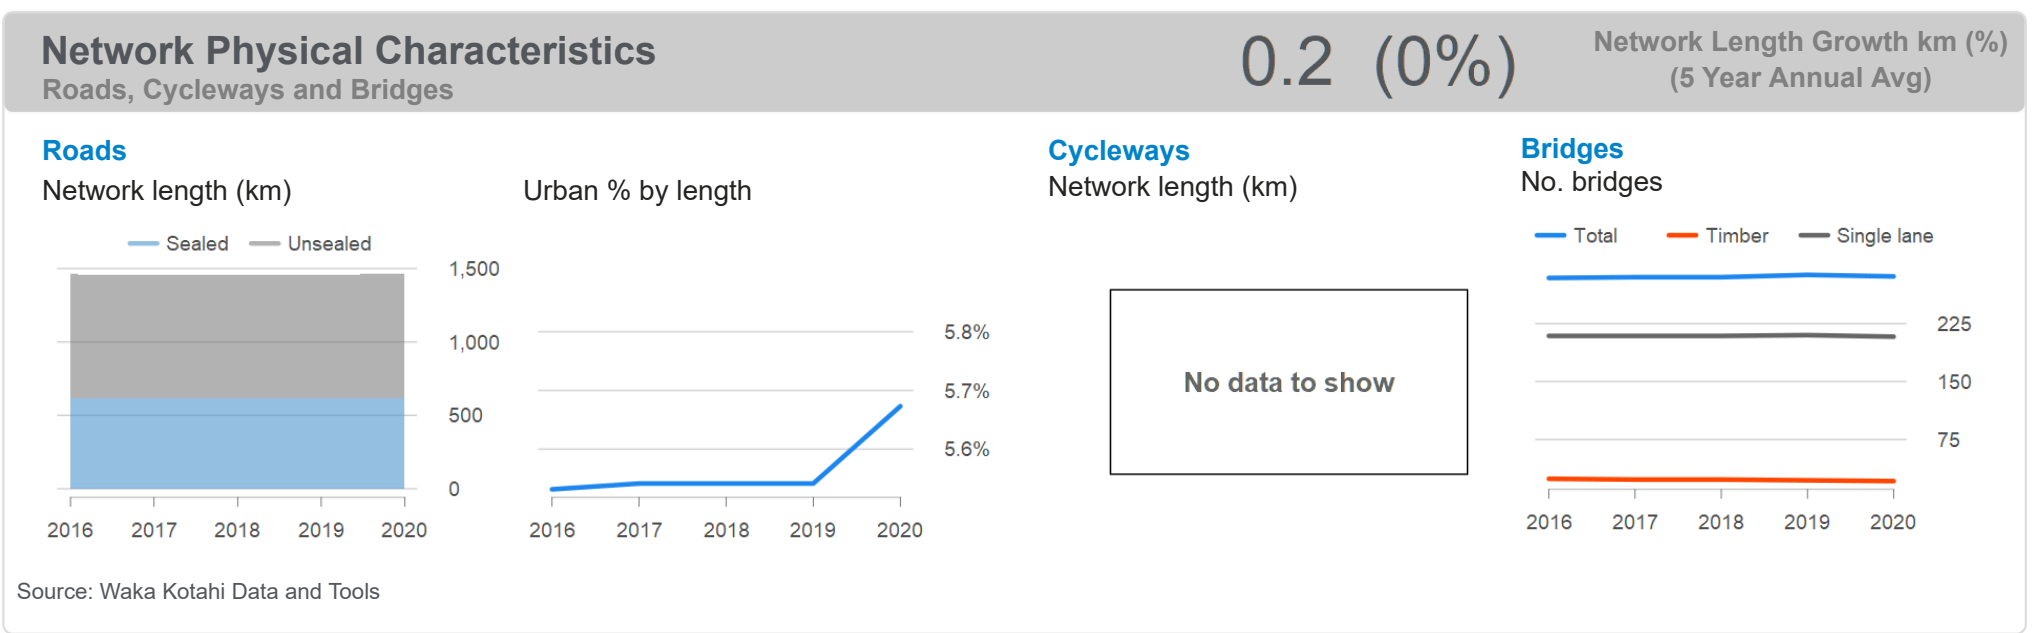 Network Physical Characteristics
Roads, Cycleways and Bridges
0.2 (0%)
Network Length Growth km (%)
(5 Year Annual Avg)
Roads
Network length (km)
Sealed Unsealed
1,500
1,000
500
0
2016 2017 2018 2019 2020
Urban % by length
5.8%
5.7%
5.6%
2016 2017 2018 2019 2020
Cycleways
Network length (km)
No data to show
Bridges
No. bridges
Total Timber Single lane
225
150
75
2016 2017 2018 2019 2020
Source: Waka Kotahi Data and Tools